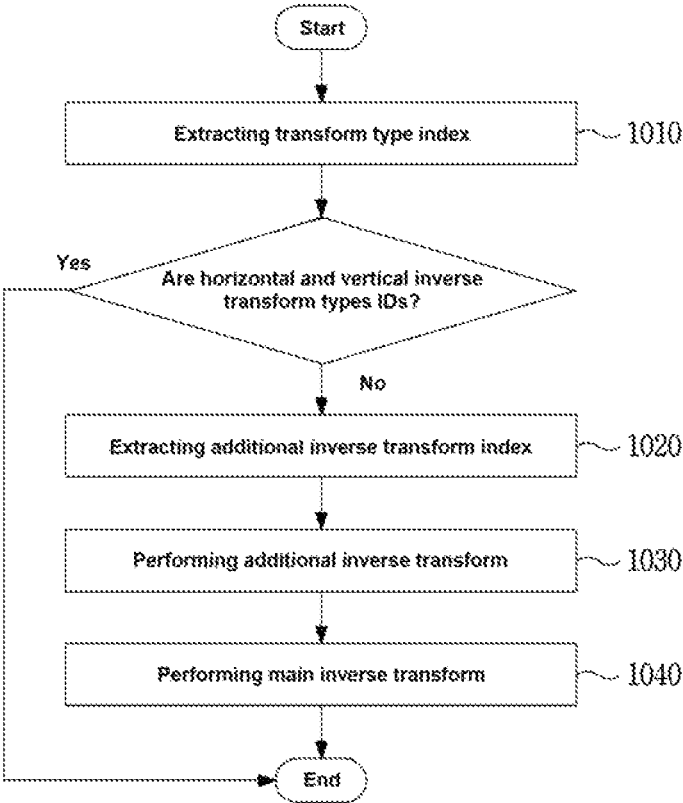 Start
Extracting transform type index
1010
Yes
Are horizontal and vertical inverse
transform types IDs?
No
Extracting additional inverse transform index
1020
Performing additional inverse transform
1030
Performing main inverse transform
1040
End